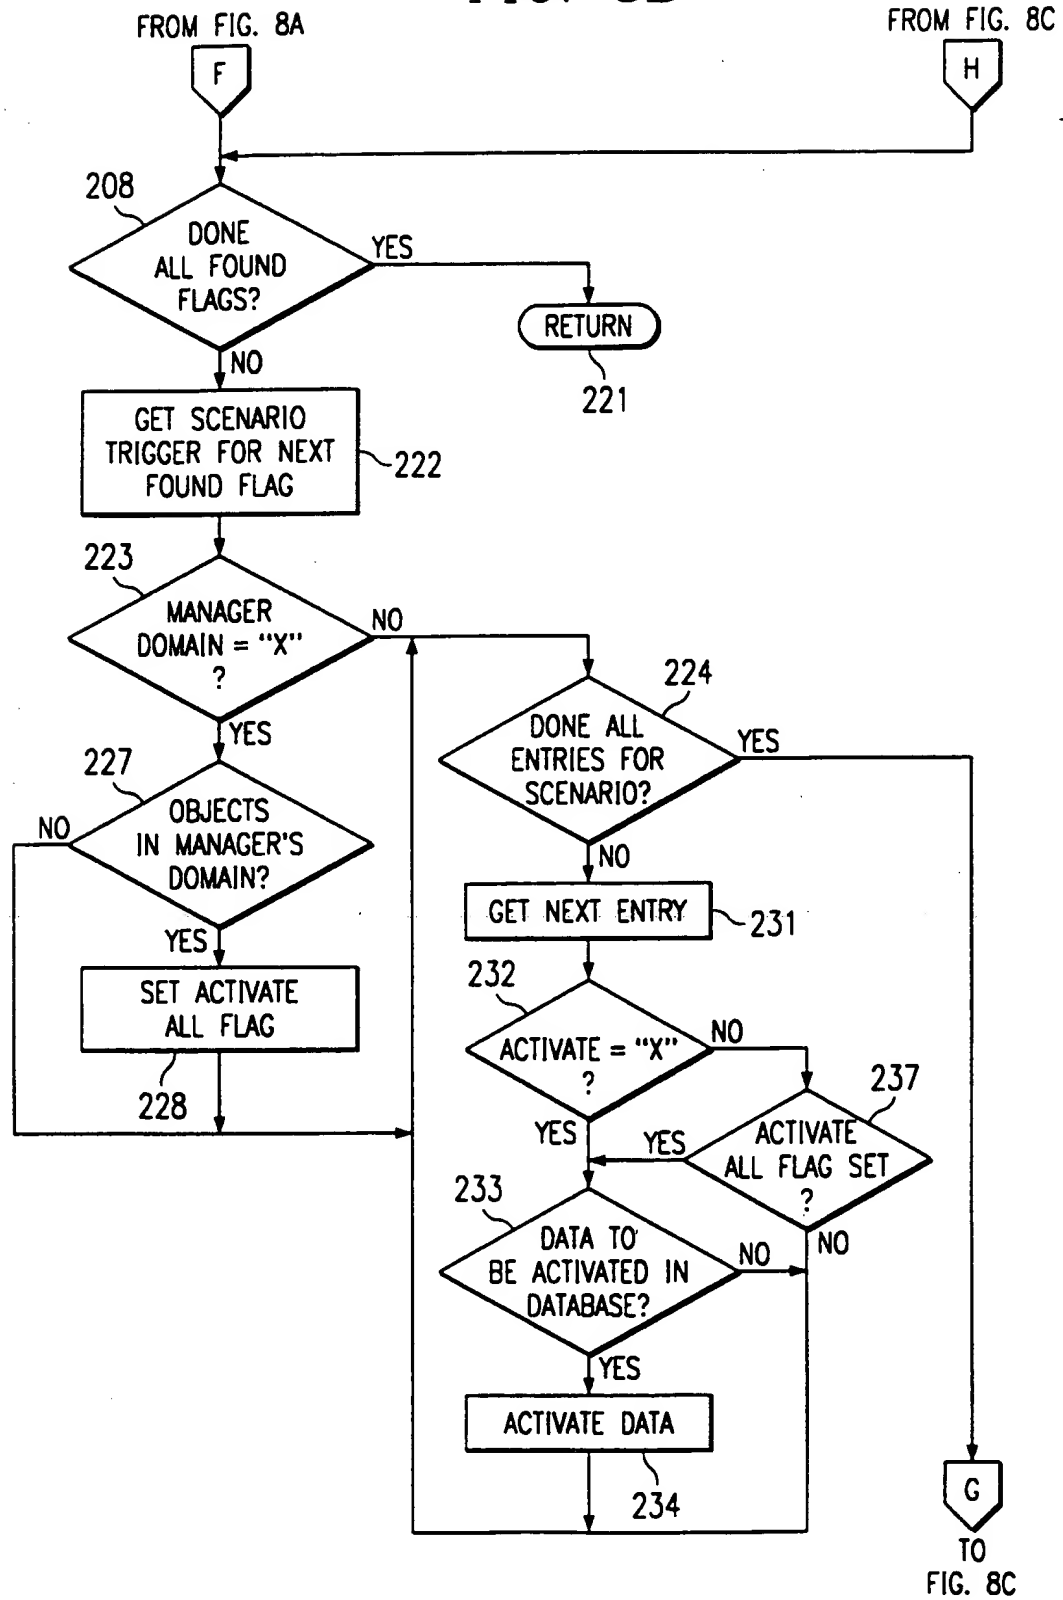 FROM FIG. 8A
FROM FIG. 8C
F
H
208
DONE
ALL FOUND
FLAGS?
YES
RETURN
221
NO
GET SCENARIO
TRIGGER FOR NEXT
FOUND FLAG
222
223
MANAGER
DOMAIN = "X"
?
NO
YES
224
DONE ALL
ENTRIES FOR
SCENARIO?
YES
NO
227
OBJECTS
IN MANAGER'S
DOMAIN?
NO
YES
SET ACTIVATE
ALL FLAG
228
GET NEXT ENTRY
231
232
ACTIVATE = "X"
?
NO
YES
237
ACTIVATE
ALL FLAG SET
?
YES
NO
233
DATA TO
BE ACTIVATED IN
DATABASE?
NO
YES
ACTIVATE DATA
234
G
TO
FIG. 8C